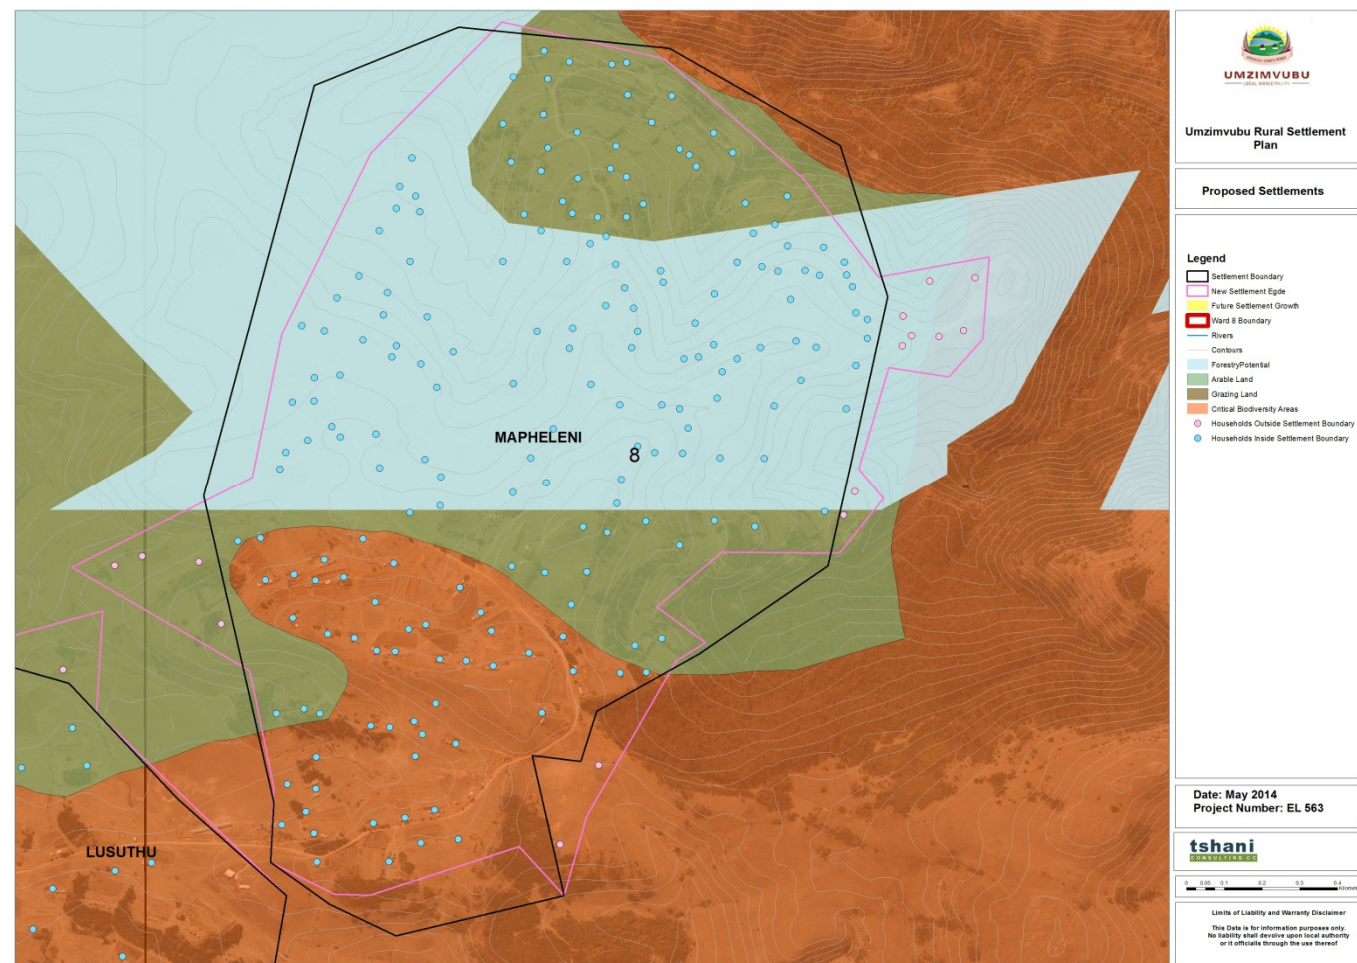 MAPHELENI
8
LUSUTHU
UMZIMVUBU
LOCAL MUNICIPALITY
Umzimvubu Rural Settlement
Plan
Proposed Settlements
Legend
Settlement Boundary
New Settlement Egde
Future Settlement Growth
Ward 8 Boundary
Rivers
Contours
ForestryPotential
Arable Land
Grazing Land
Critical Biodiversity Areas
Households Outside Settlement Boundary
Households Inside Settlement Boundary
Date: May 2014
Project Number: EL 563
tshani
CONSULTING CC
0 0.05 0.1 0.2 0.3 0.4
Limits of Liability and Warranty Disclaimer
This Data is for information purposes only.
No liability shall devolve upon local authority
or it officials through the use thereof